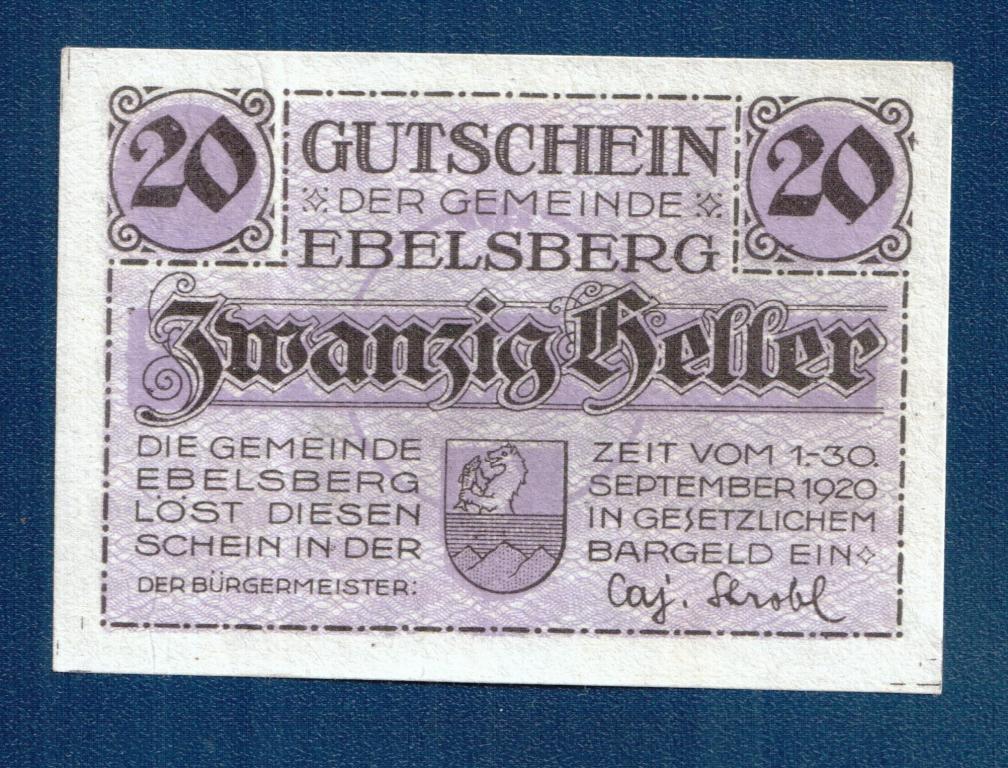 20 GUTSCHEIN 20
DER GEMEINDE
EBELSBERG
Zwanzig Heller
DIE GEMEINDE
EBELSBERG
LÖST DIESEN
SCHEIN IN DER
ZEIT VOM 1.-30.
SEPTEMBER 1920
IN GESETZLICHEM
BARGELD EIN
DER BÜRGERMEISTER:
Caj. Skrobl